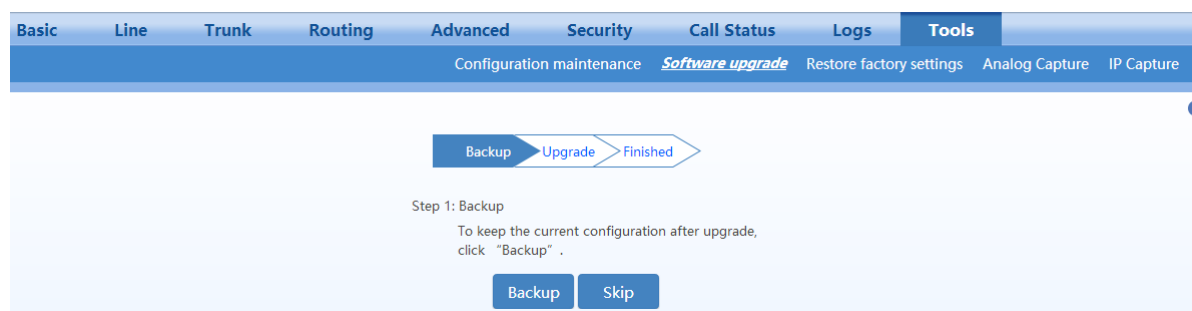 Basic Line Trunk Routing Advanced Security Call Status Logs Tools
Configuration maintenance Software upgrade Restore factory settings Analog Capture IP Capture
Backup Upgrade Finished
Step 1: Backup
To keep the current configuration after upgrade,
click “Backup” .
Backup Skip